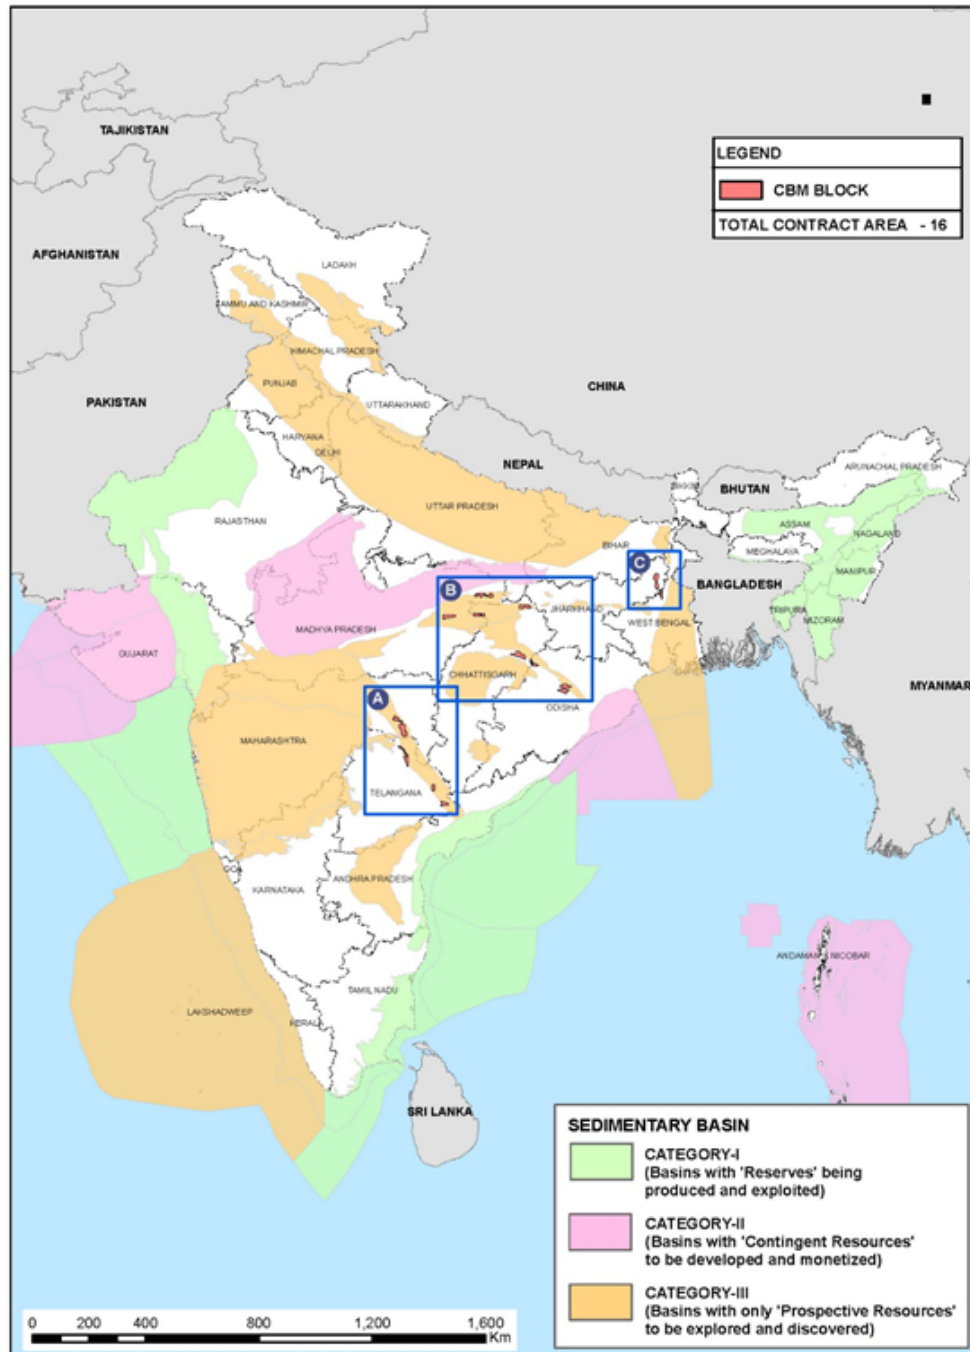 TAJIKISTAN
LEGEND
CBM BLOCK
TOTAL CONTRACT AREA - 16
AFGHANISTAN
LADAKH
AMMU AND KASHMIR
HIMACHAL PRADESH
PUNJAB
CHINA
PAKISTAN
UTTARAKHAND
HARYANA
DELHI
NEPAL
ARUNACHAL PRADESH
BHUTAN
UTTAR PRADESH
RAJASTHAN
ASSAM
NAGALAND
BIHAR
MEGHALAYA
C
MANIPUR
B
BANGLADESH
JHARKHAND
TRIPURA
MIZORAM
WEST BENGAL
MADHYA PRADESH
GUJARAT
CHHATTISGARH
MYANMAR
A
ODISHA
MAHARASHTRA
TELANGANA
GOA
ANDHRA PRADESH
KARNATAKA
ANDAMAN & NICOBAR
TAMIL NADU
LAKSHADWEEP
KERALA
SRI LANKA
SEDIMENTARY BASIN
CATEGORY-I
(Basins with 'Reserves' being
produced and exploited)
CATEGORY-II
(Basins with 'Contingent Resources'
to be developed and monetized)
CATEGORY-III
(Basins with only 'Prospective Resources'
to be explored and discovered)
0 200 400 800 1,200 1,600
Km